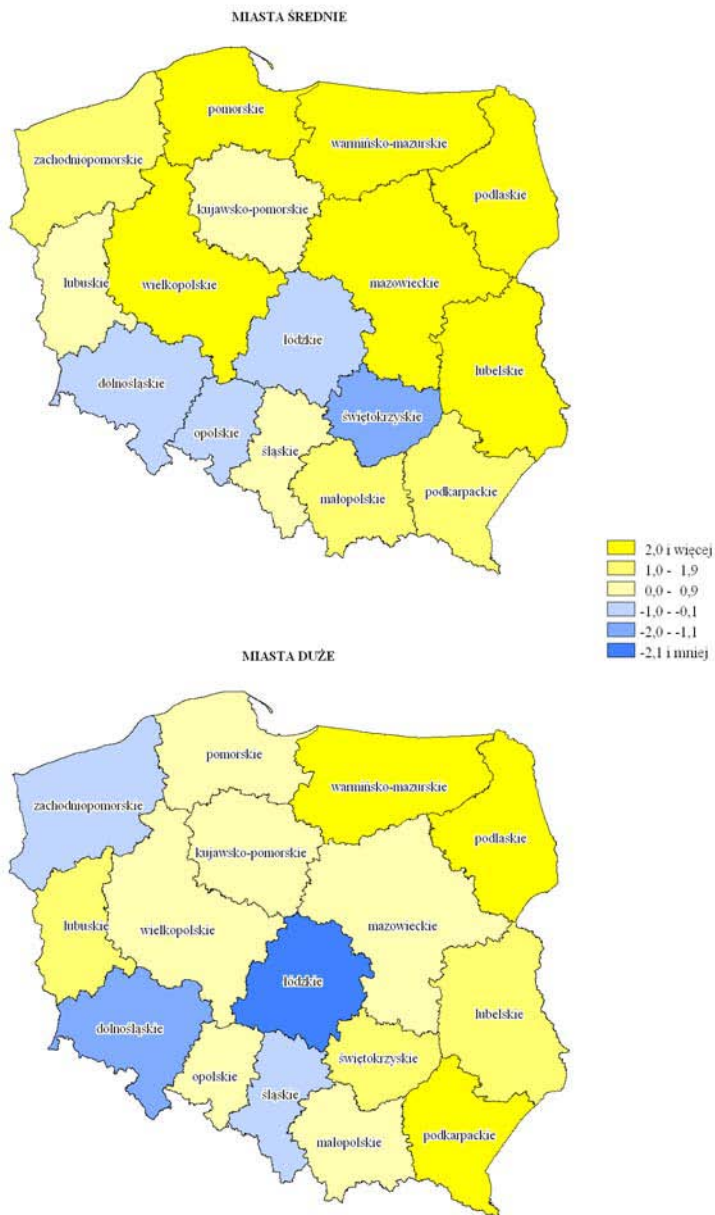 MIASTA ŚREDNIE
pomorskie
warmińsko-mazurskie
zachodniopomorskie
podlaskie
kujawsko-pomorskie
lubuskie
wielkopolskie
mazowieckie
łódzkie
lubelskie
dolnośląskie
świętokrzyskie
opolskie
śląskie
podkarpackie
małopolskie
2,0 i więcej
1,0 - 1,9
0,0 - 0,9
-1,0 - -0,1
-2,0 - -1,1
-2,1 i mniej
MIASTA DUŻE
pomorskie
warmińsko-mazurskie
zachodniopomorskie
podlaskie
kujawsko-pomorskie
lubuskie
wielkopolskie
mazowieckie
łódzkie
lubelskie
dolnośląskie
świętokrzyskie
opolskie
śląskie
podkarpackie
małopolskie